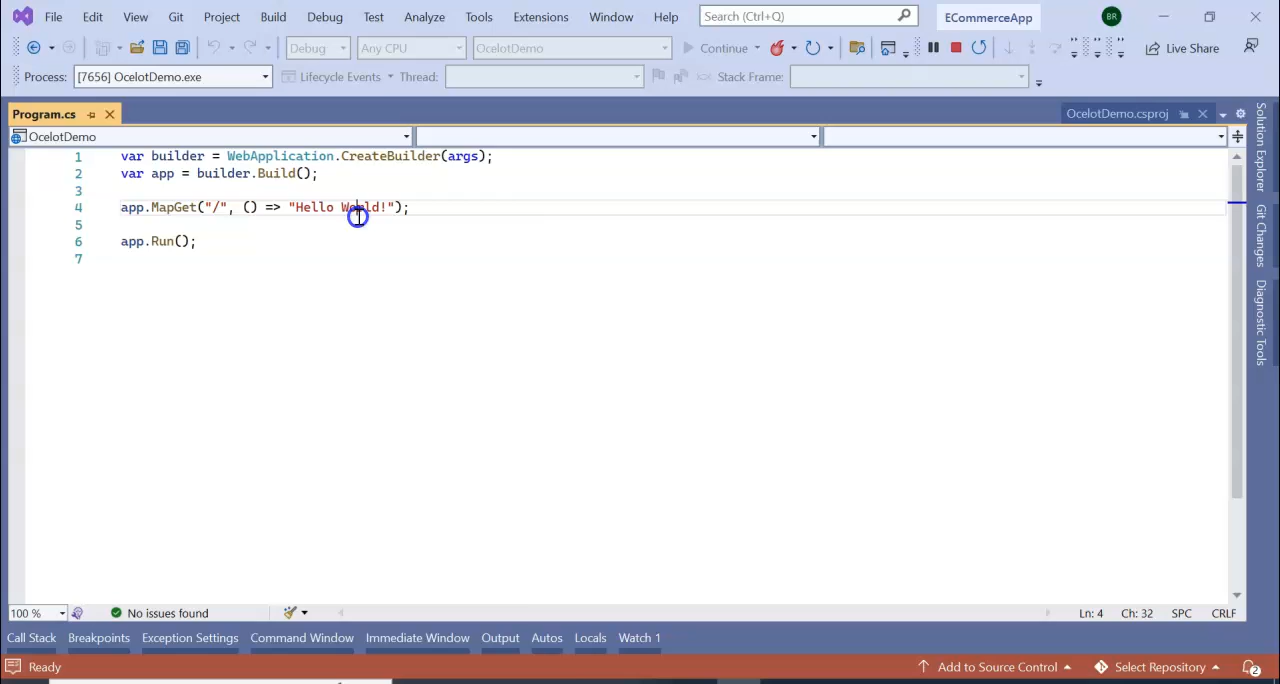 File Edit View Git Project Build Debug Test Analyze Tools Extensions Window Help Search (Ctrl+Q) ECommerceApp BR
Debug Any CPU OcelotDemo Continue Live Share
Process: [7656] OcelotDemo.exe Lifecycle Events Thread: Stack Frame:
Program.cs OcelotDemo.csproj
OcelotDemo
1 var builder = WebApplication.CreateBuilder(args);
2 var app = builder.Build();
3
4 app.MapGet("/", () => "Hello World!");
5
6 app.Run();
7
Solution Explorer
Git Changes
Diagnostic Tools
100 % No issues found Ln: 4 Ch: 32 SPC CRLF
Call Stack Breakpoints Exception Settings Command Window Immediate Window Output Autos Locals Watch 1
Ready Add to Source Control Select Repository 2